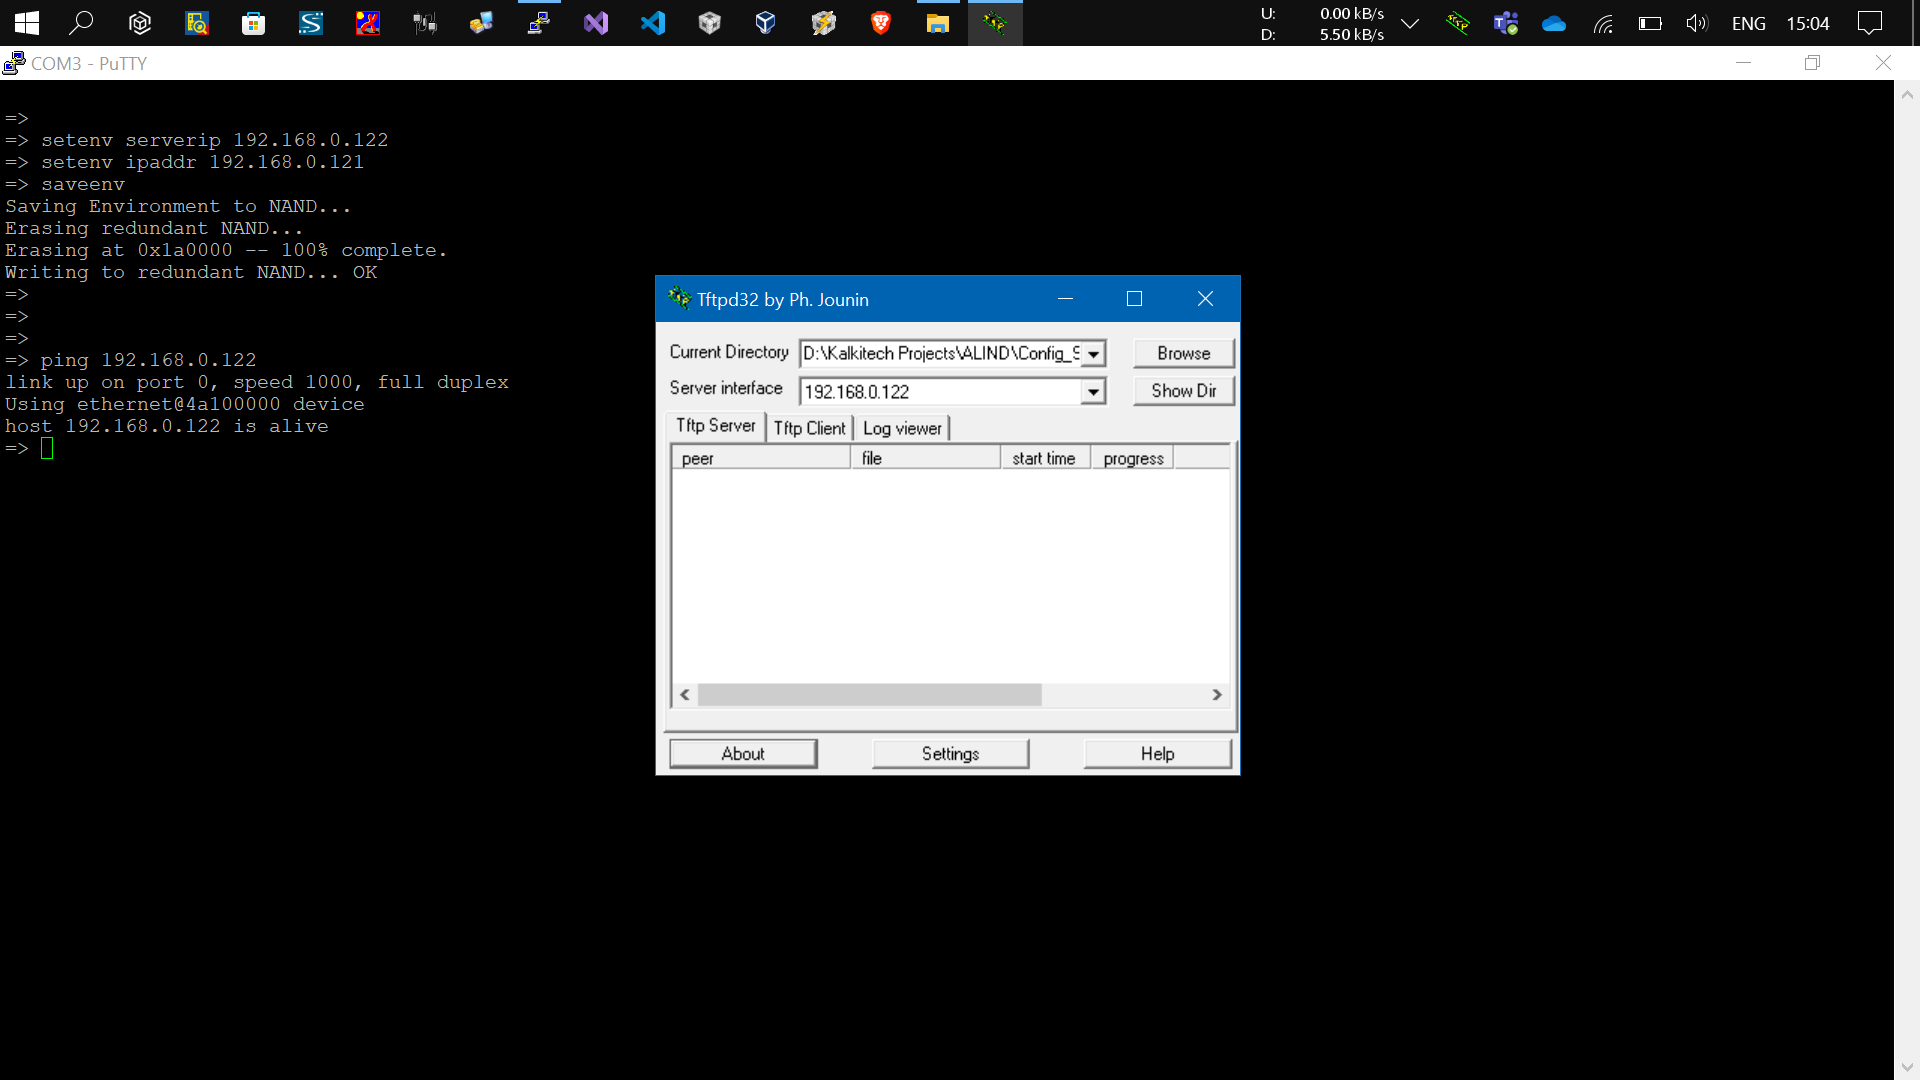 U: 0.00 kB/s
D: 5.50 kB/s
ENG 15:04
COM3 - PuTTY
=>
=> setenv serverip 192.168.0.122
=> setenv ipaddr 192.168.0.121
=> saveenv
Saving Environment to NAND...
Erasing redundant NAND...
Erasing at 0x1a0000 -- 100% complete.
Writing to redundant NAND... OK
=>
=>
=>
=> ping 192.168.0.122
link up on port 0, speed 1000, full duplex
Using ethernet@4a100000 device
host 192.168.0.122 is alive
=>
Tftpd32 by Ph. Jounin
Current Directory D:\Kalkitech Projects\ALIND\Config_S Browse
Server interface 192.168.0.122 Show Dir
Tftp Server Tftp Client Log viewer
peer file start time progress
About Settings Help